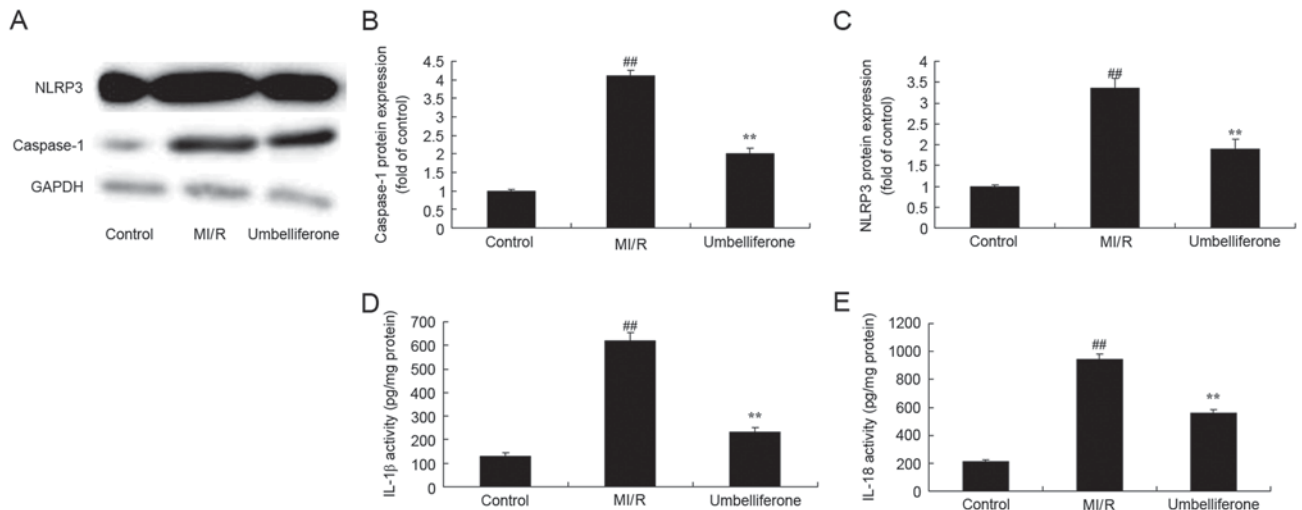 A
NLRP3
Caspase-1
GAPDH
Control MI/R Umbelliferone
B
Caspase-1 protein expression
(fold of control)
4.5
4
3.5
3
2.5
2
1.5
1
0.5
0
##
**
Control MI/R Umbelliferone
C
NLRP3 protein expression
(fold of control)
4
3.5
3
2.5
2
1.5
1
0.5
0
##
**
Control MI/R Umbelliferone
D
IL-1β activity (pg/mg protein)
700
600
500
400
300
200
100
0
##
**
Control MI/R Umbelliferone
E
IL-18 activity (pg/mg protein)
1200
1000
800
600
400
200
0
##
**
Control MI/R Umbelliferone